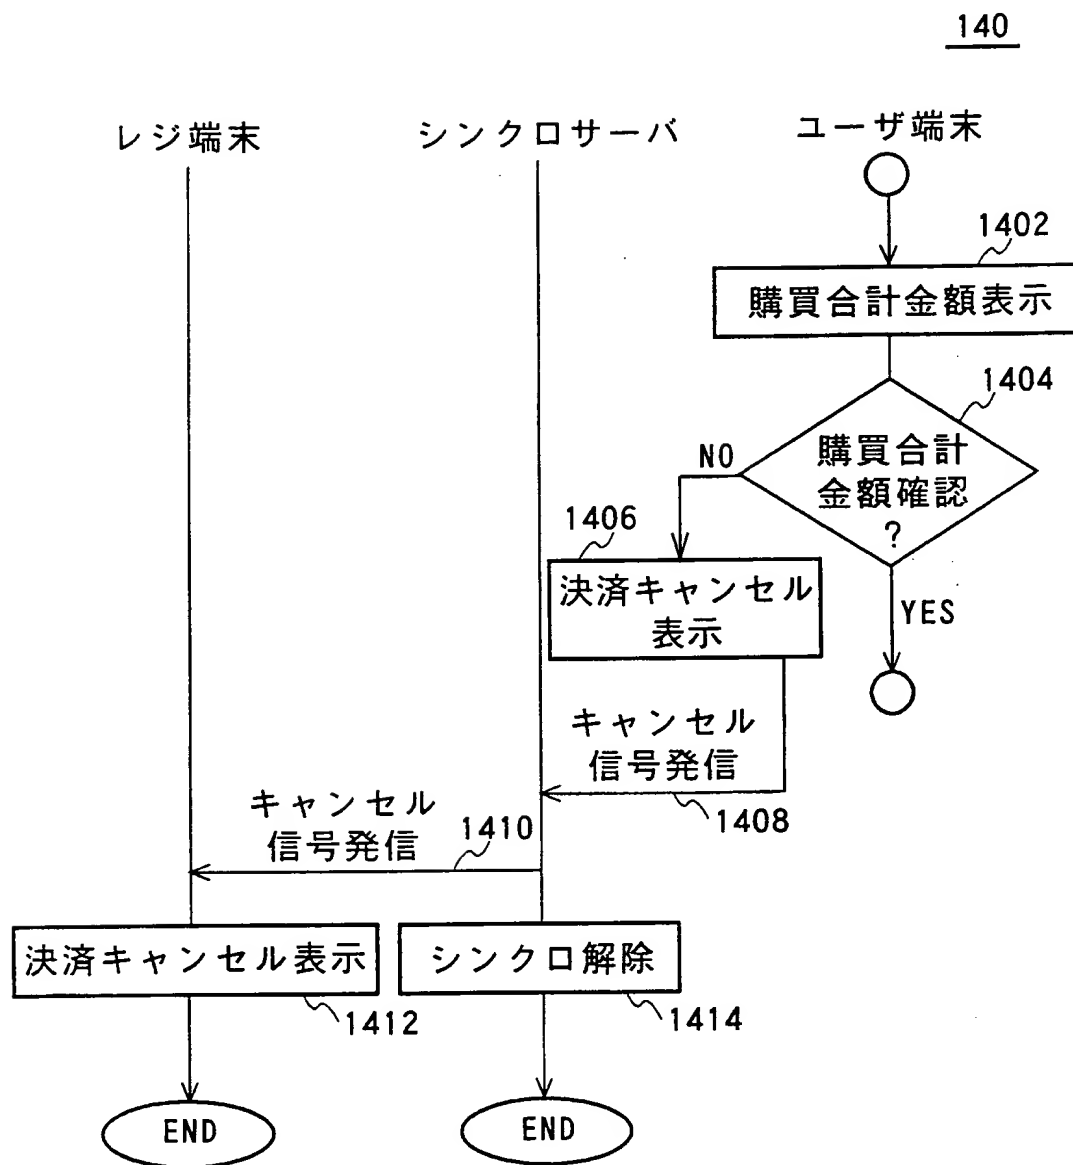 140
レジ端末
シンクロサーバ
ユーザ端末
1402
購買合計金額表示
1404
購買合計
金額確認
?
NO
YES
1406
決済キャンセル
表示
キャンセル
信号発信
1408
キャンセル
信号発信
1410
決済キャンセル表示
1412
シンクロ解除
1414
END
END